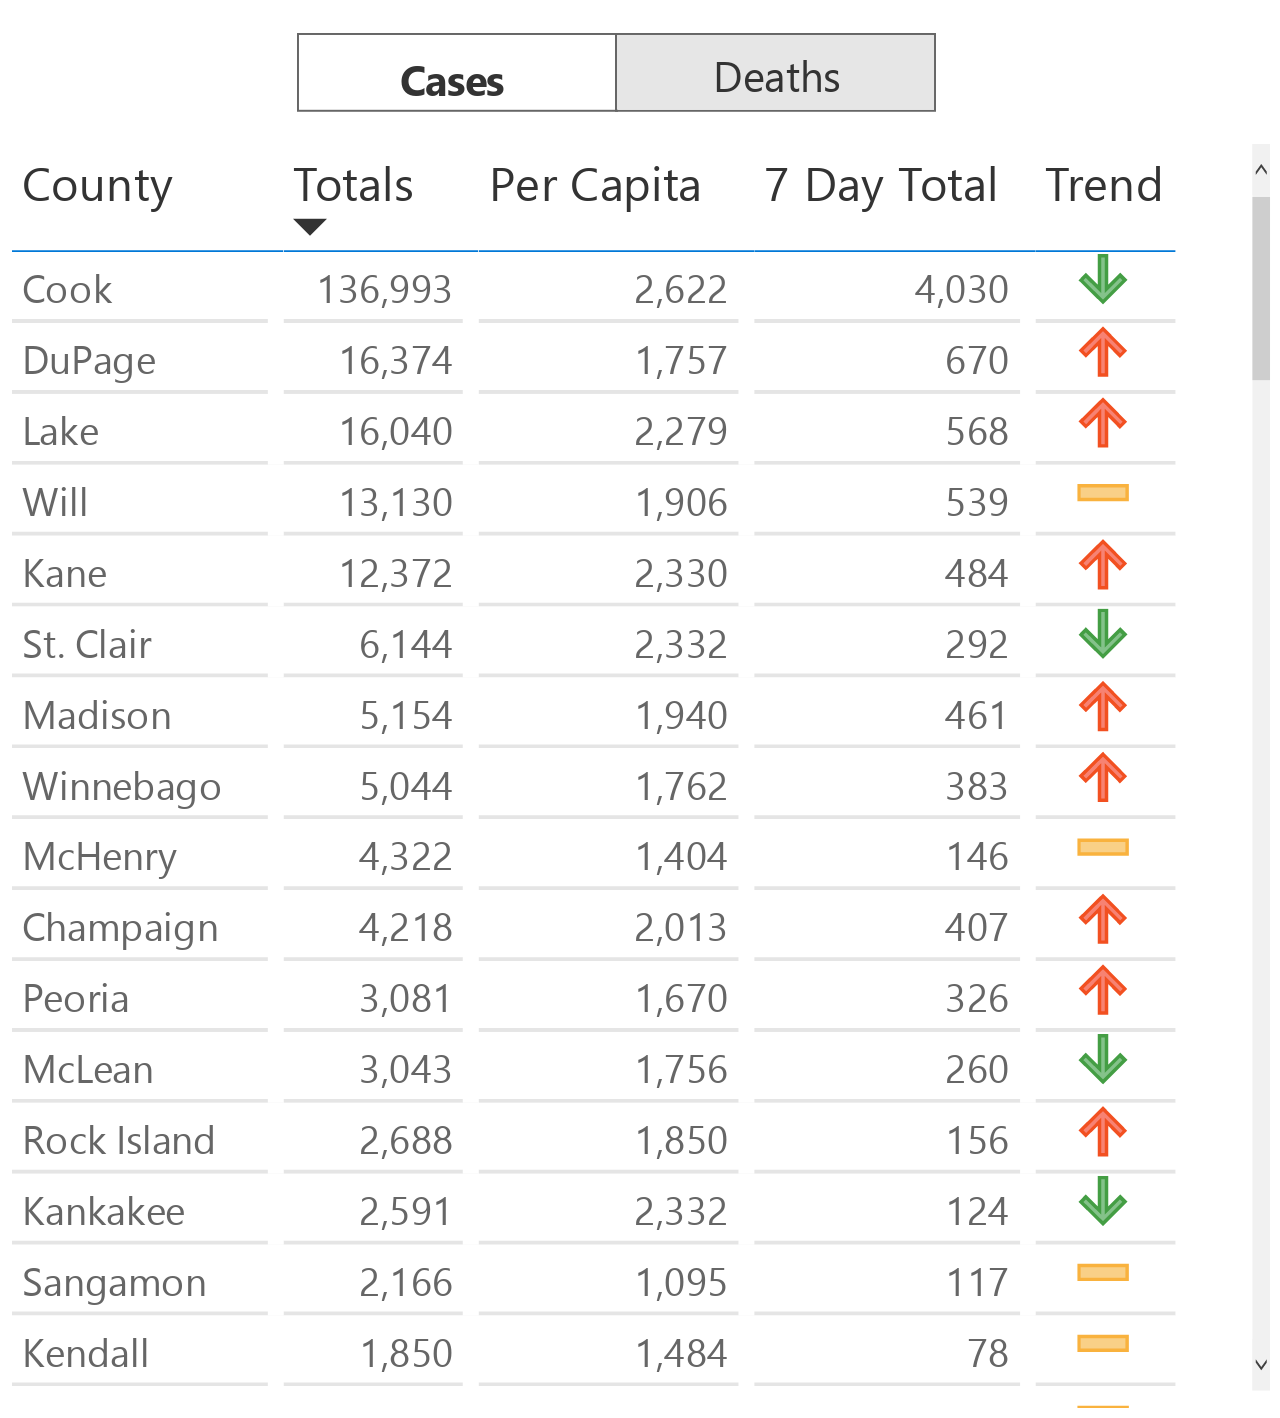 Cases Deaths
County Totals Per Capita 7 Day Total Trend
Cook 136,993 2,622 4,030
DuPage 16,374 1,757 670
Lake 16,040 2,279 568
Will 13,130 1,906 539
Kane 12,372 2,330 484
St. Clair 6,144 2,332 292
Madison 5,154 1,940 461
Winnebago 5,044 1,762 383
McHenry 4,322 1,404 146
Champaign 4,218 2,013 407
Peoria 3,081 1,670 326
McLean 3,043 1,756 260
Rock Island 2,688 1,850 156
Kankakee 2,591 2,332 124
Sangamon 2,166 1,095 117
Kendall 1,850 1,484 78